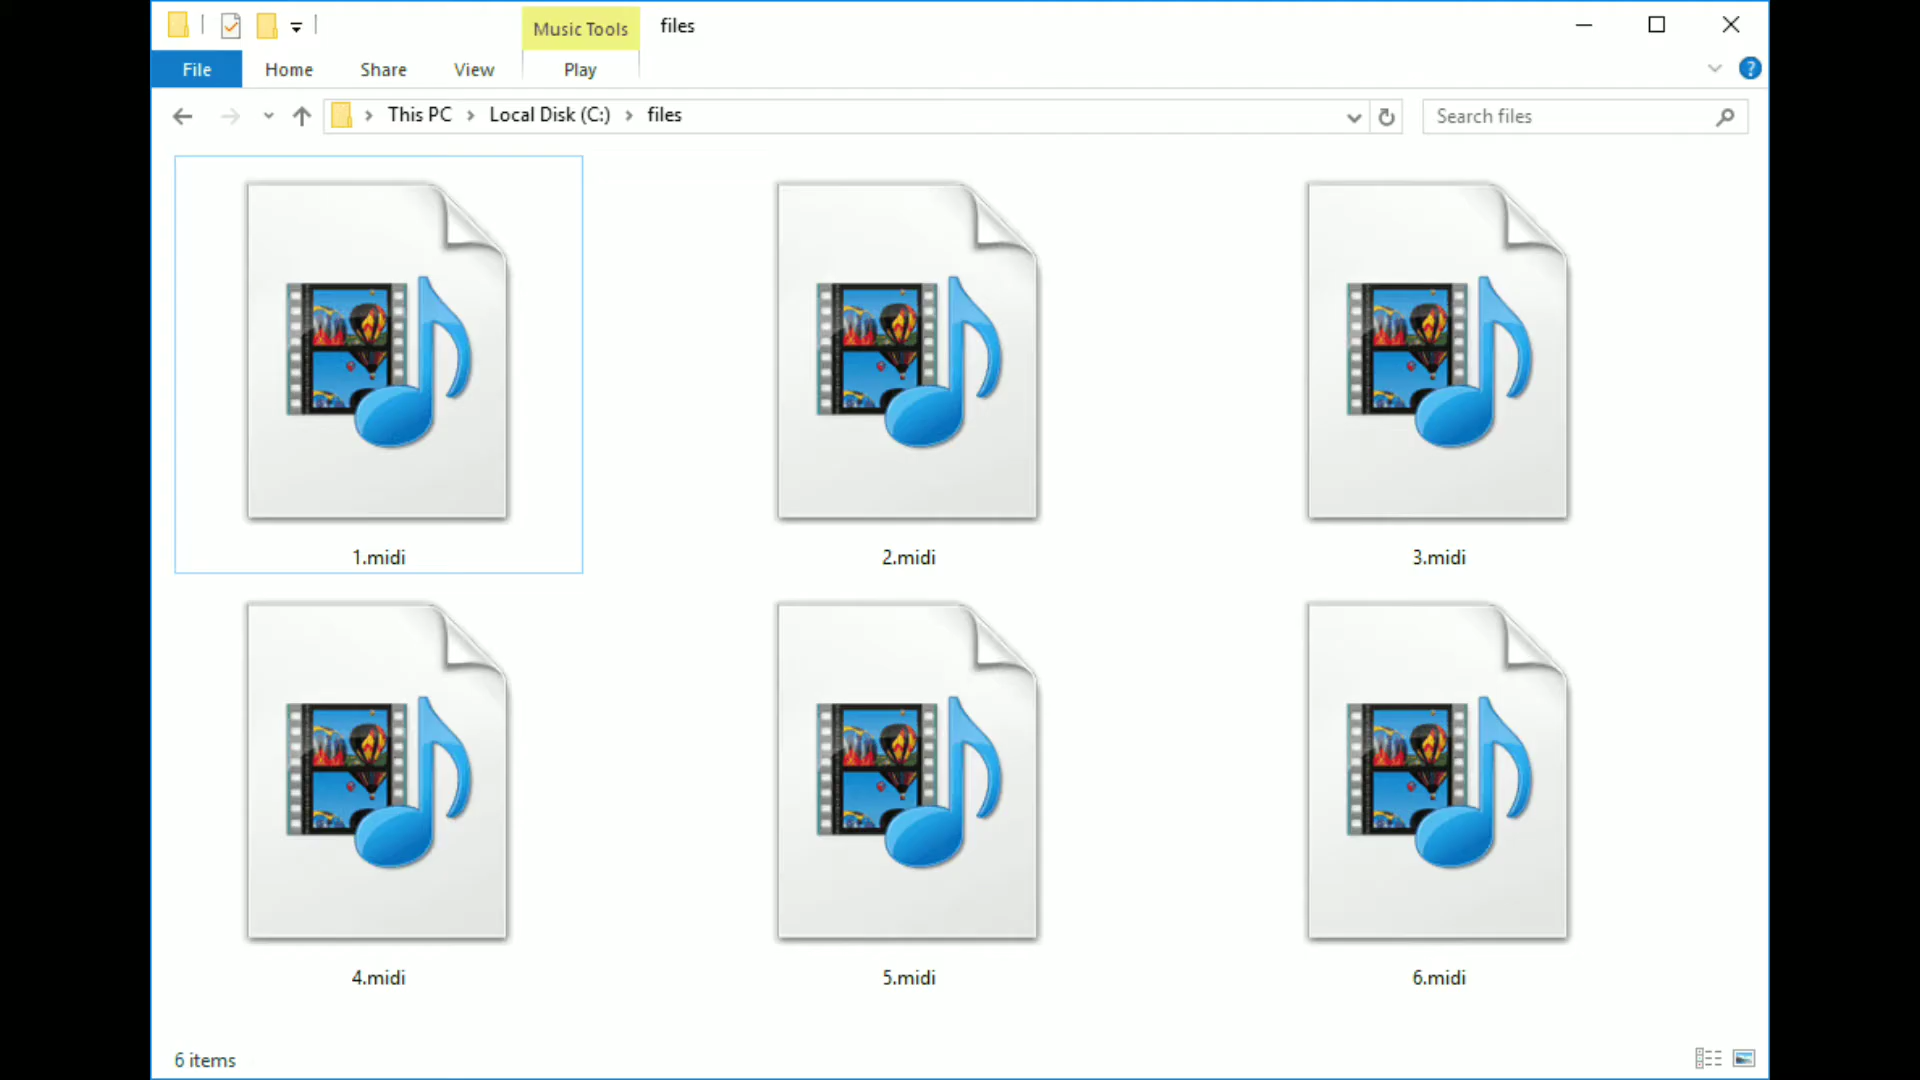 Music Tools
files
File
Home
Share
View
Play
?
This PC
Local Disk (C:)
files
Search files
1.midi
2.midi
3.midi
4.midi
5.midi
6.midi
6 items